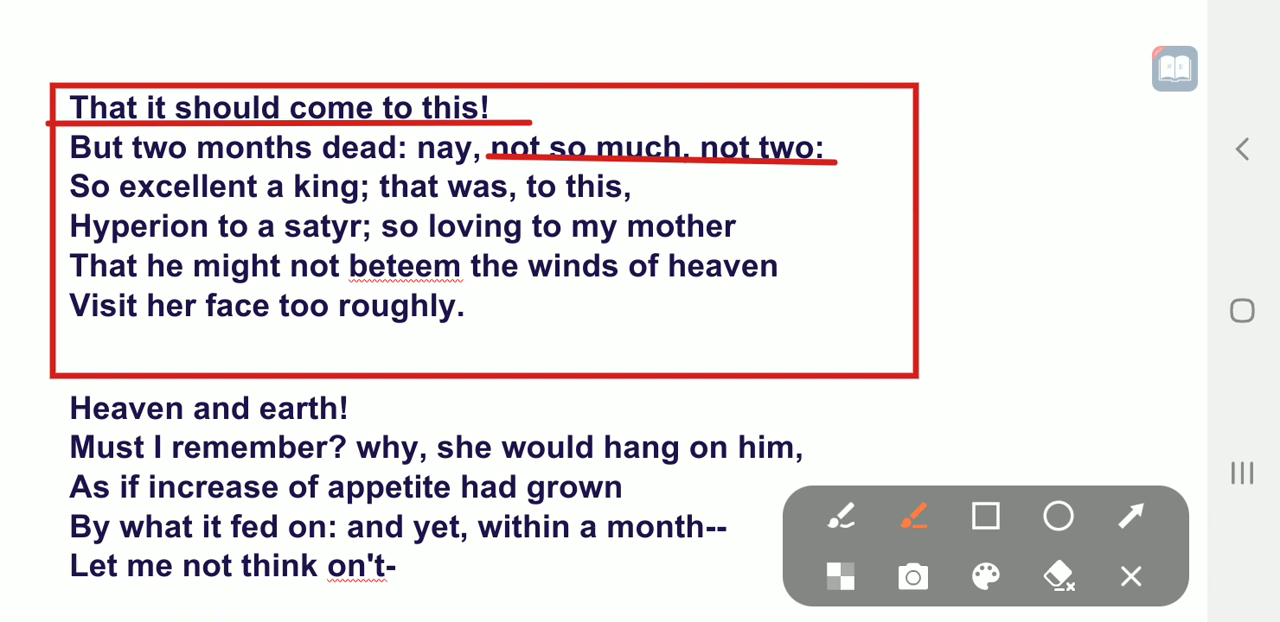 That it should come to this!
But two months dead: nay, not so much, not two:
So excellent a king; that was, to this,
Hyperion to a satyr; so loving to my mother
That he might not beteem the winds of heaven
Visit her face too roughly.
Heaven and earth!
Must I remember? why, she would hang on him,
As if increase of appetite had grown
By what it fed on: and yet, within a month--
Let me not think on't-